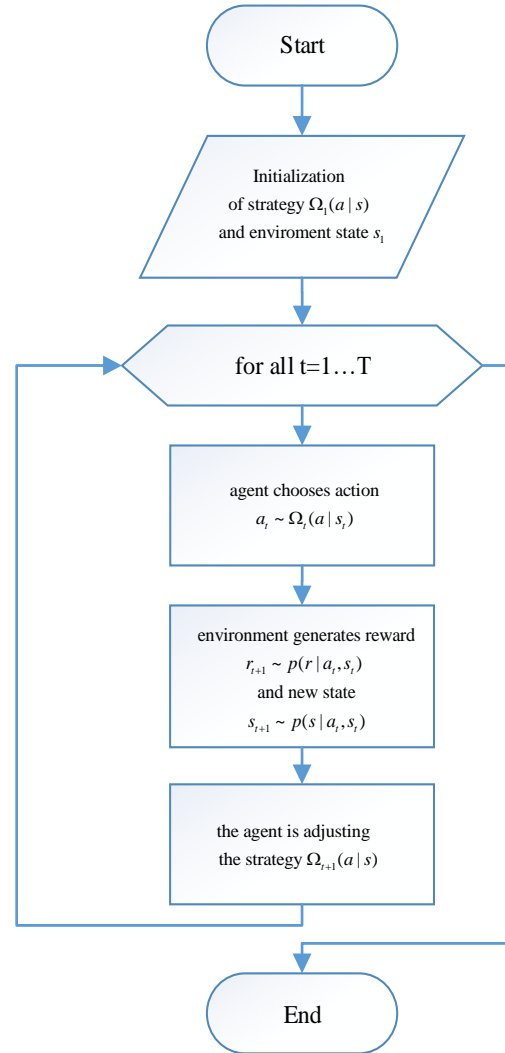 Start
Initialization
of strategy Ω₁(a | s)
and enviroment state s₁
for all t=1…T
agent chooses action
aₜ ~ Ωₜ(a | sₜ)
environment generates reward
rₜ₊₁ ~ p(r | aₜ, sₜ)
and new state
sₜ₊₁ ~ p(s | aₜ, sₜ)
the agent is adjusting
the strategy Ωₜ₊₁(a | s)
End